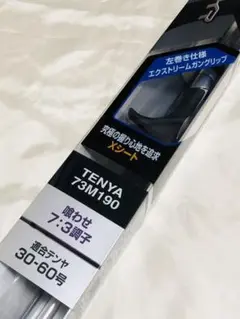 左巻き仕様
エクストリームガングリップ
究極の握り心地を追求
Xシート
TENYA
73M190
喰わせ
7:3調子
適合テンヤ
30-60号